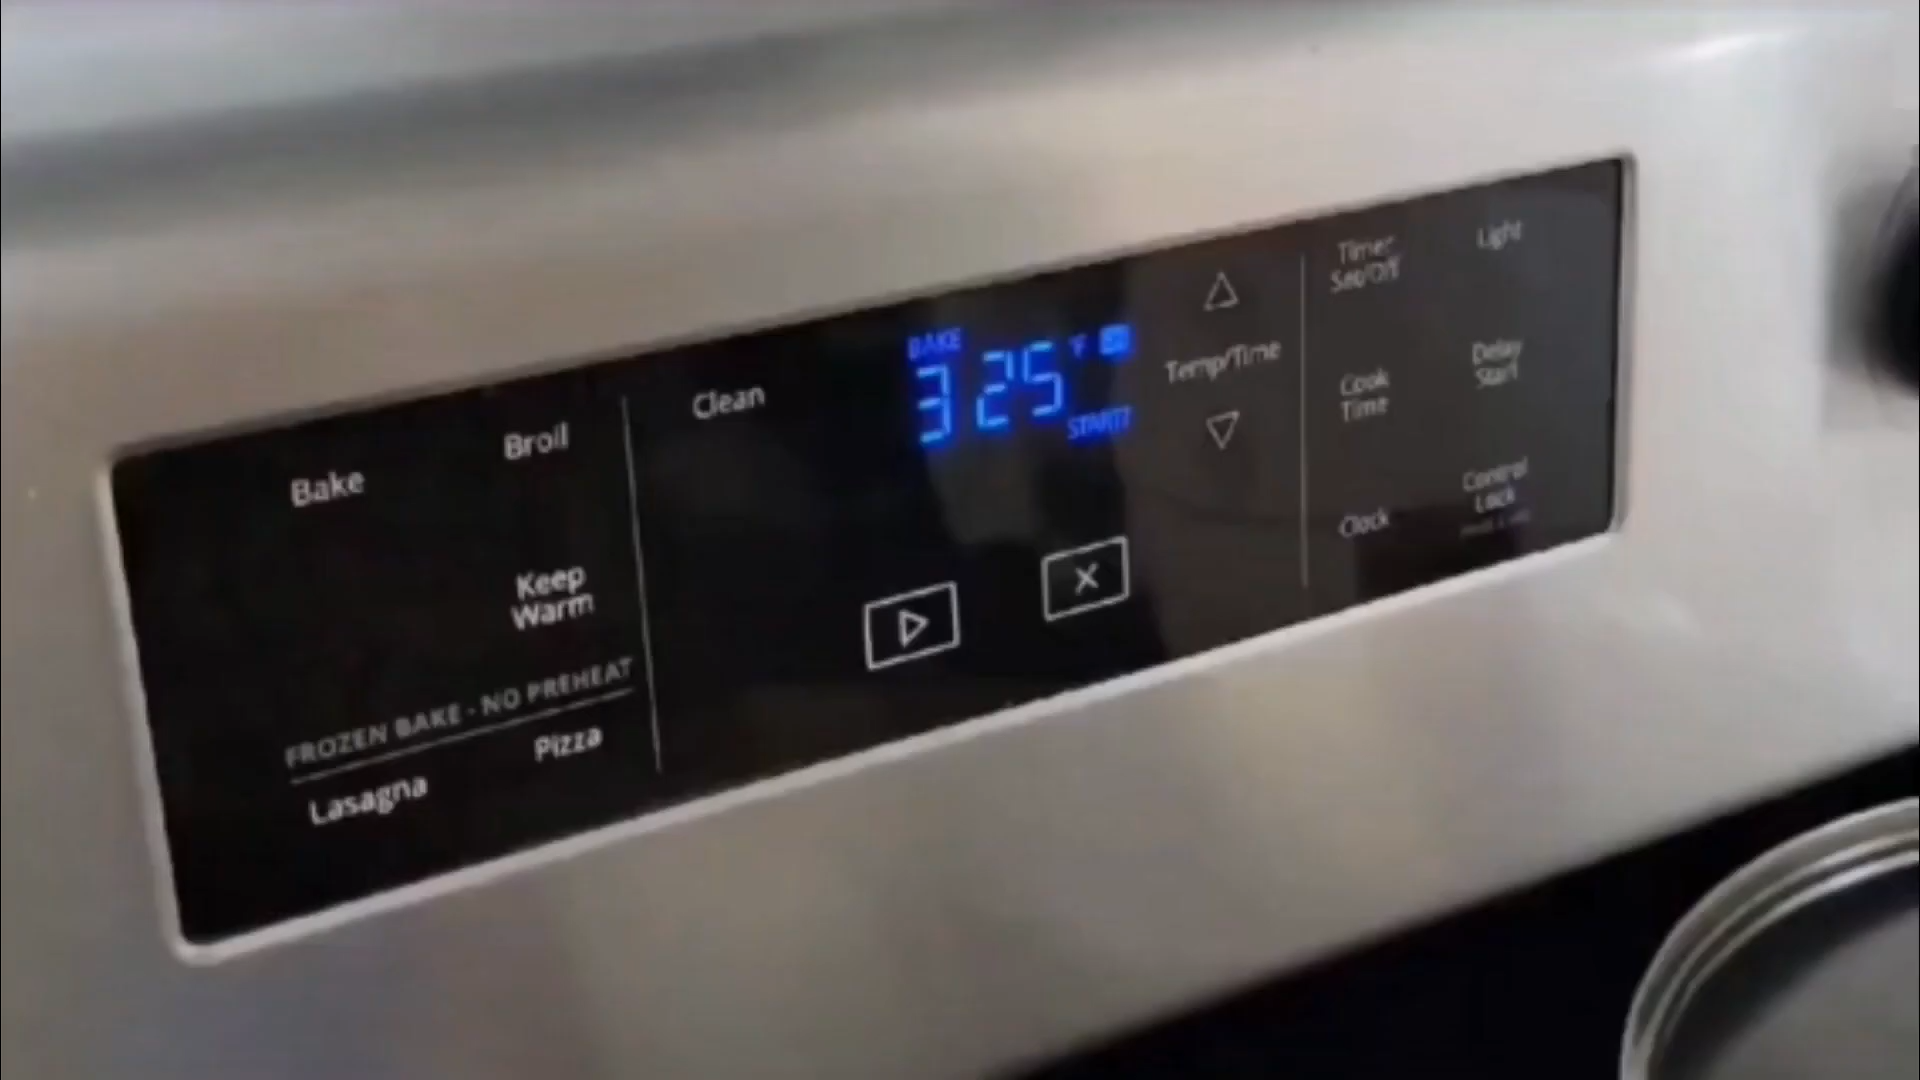 Bake
Broil
Keep
Warm
FROZEN BAKE - NO PREHEAT
Lasagna
Pizza
Clean
BAKE
325 °F
START?
Temp/Time
Timer
Set/Off
Light
Cook
Time
Delay
Start
Clock
Control
Lock